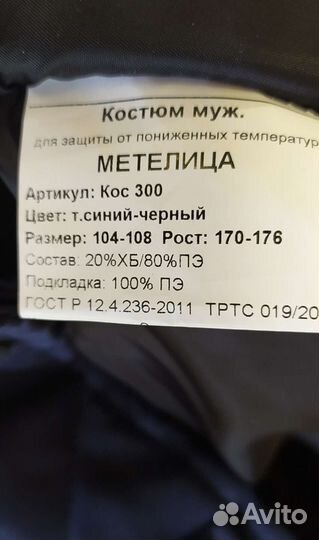 Костюм муж.
для защиты от пониженных температур
МЕТЕЛИЦА
Артикул: Кос 300
Цвет: т.синий-черный
Размер: 104-108 Рост: 170-176
Состав: 20%ХБ/80%ПЭ
Подкладка: 100% ПЭ
ГОСТ Р 12.4.236-2011 ТРТС 019/20
Avito